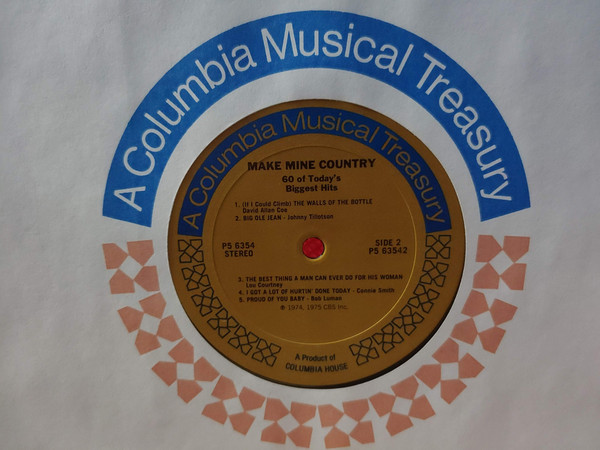 A Columbia Musical Treasury
A Columbia Musical Treasury
MAKE MINE COUNTRY
60 of Today's
Biggest Hits
1. (If I Could Climb) THE WALLS OF THE BOTTLE
David Allan Coe
2. BIG OLE JEAN - Johnny Tillotson
PS 6354
STEREO
SIDE 2
PS 63542
3. THE BEST THING A MAN CAN EVER DO FOR HIS WOMAN
Lou Courtney
4. I GOT A LOT OF HURTIN' DONE TODAY - Connie Smith
5. PROUD OF YOU BABY - Bob Luman
℗ 1974, 1975 CBS Inc.
A Product of
COLUMBIA HOUSE